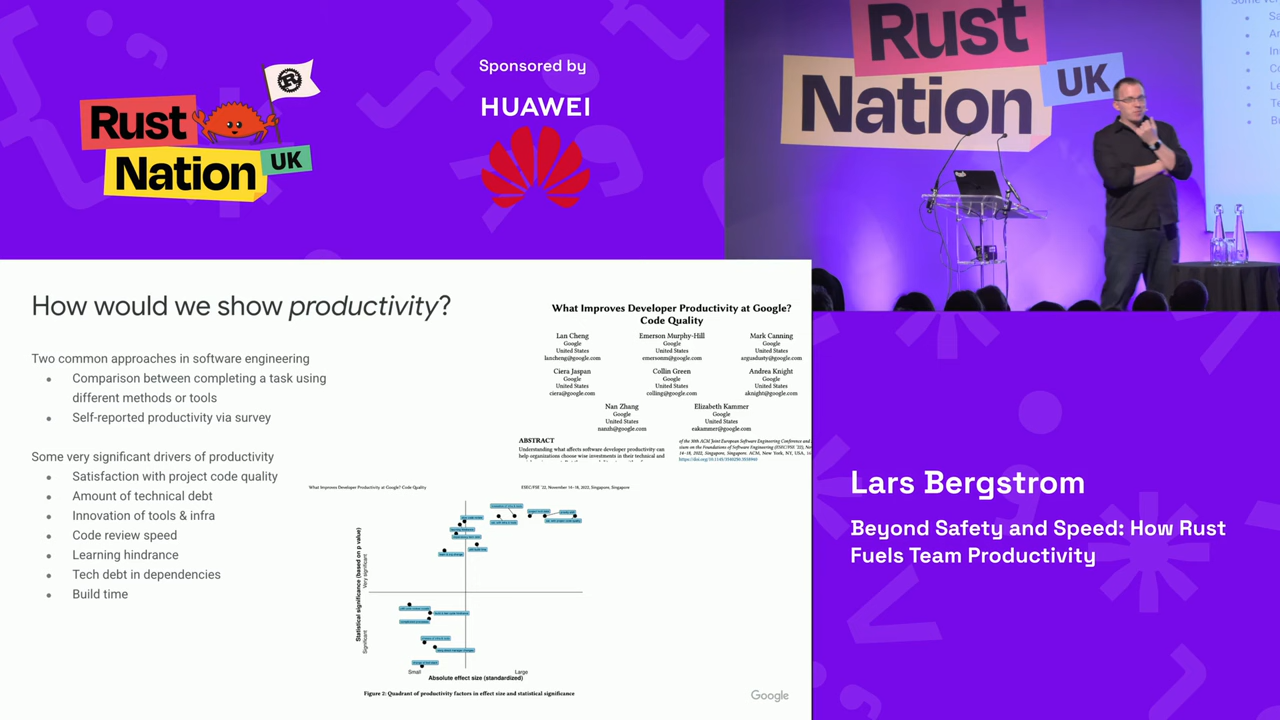 Rust
Nation
UK
Sponsored by
HUAWEI
Rust
Nation
UK
How would we show productivity?
Two common approaches in software engineering
• Comparison between completing a task using
different methods or tools
• Self-reported productivity via survey
Some very significant drivers of productivity
• Satisfaction with project code quality
• Amount of technical debt
• Innovation of tools & infra
• Code review speed
• Learning hindrance
• Tech debt in dependencies
• Build time
What Improves Developer Productivity at Google?
Code Quality
Lan Cheng
Google
United States
lancheng@google.com
Emerson Murphy-Hill
Google
United States
emersonm@google.com
Mark Canning
Google
United States
argusdusty@google.com
Ciera Jaspan
Google
United States
ciera@google.com
Collin Green
Google
United States
colling@google.com
Andrea Knight
Google
United States
aknight@google.com
Nan Zhang
Google
United States
nanzh@google.com
Elizabeth Kammer
Google
United States
eakammer@google.com
ABSTRACT
Understanding what affects software developer productivity can
help organizations choose wise investments in their technical and
of the 30th ACM Joint European Software Engineering Conference and
sium on the Foundations of Software Engineering (ESEC/FSE '22), Nov
14–18, 2022, Singapore, Singapore. ACM, New York, NY, USA,
What Improves Developer Productivity at Google? Code Quality
ESEC/FSE '22, November 14–18, 2022, Singapore, Singapore
Statistical significance (based on p value)
Very significant
Significant
Small
Large
Absolute effect size (standardized)
Figure 2: Quadrant of productivity factors in effect size and statistical significance
Google
Lars Bergstrom
Beyond Safety and Speed: How Rust
Fuels Team Productivity